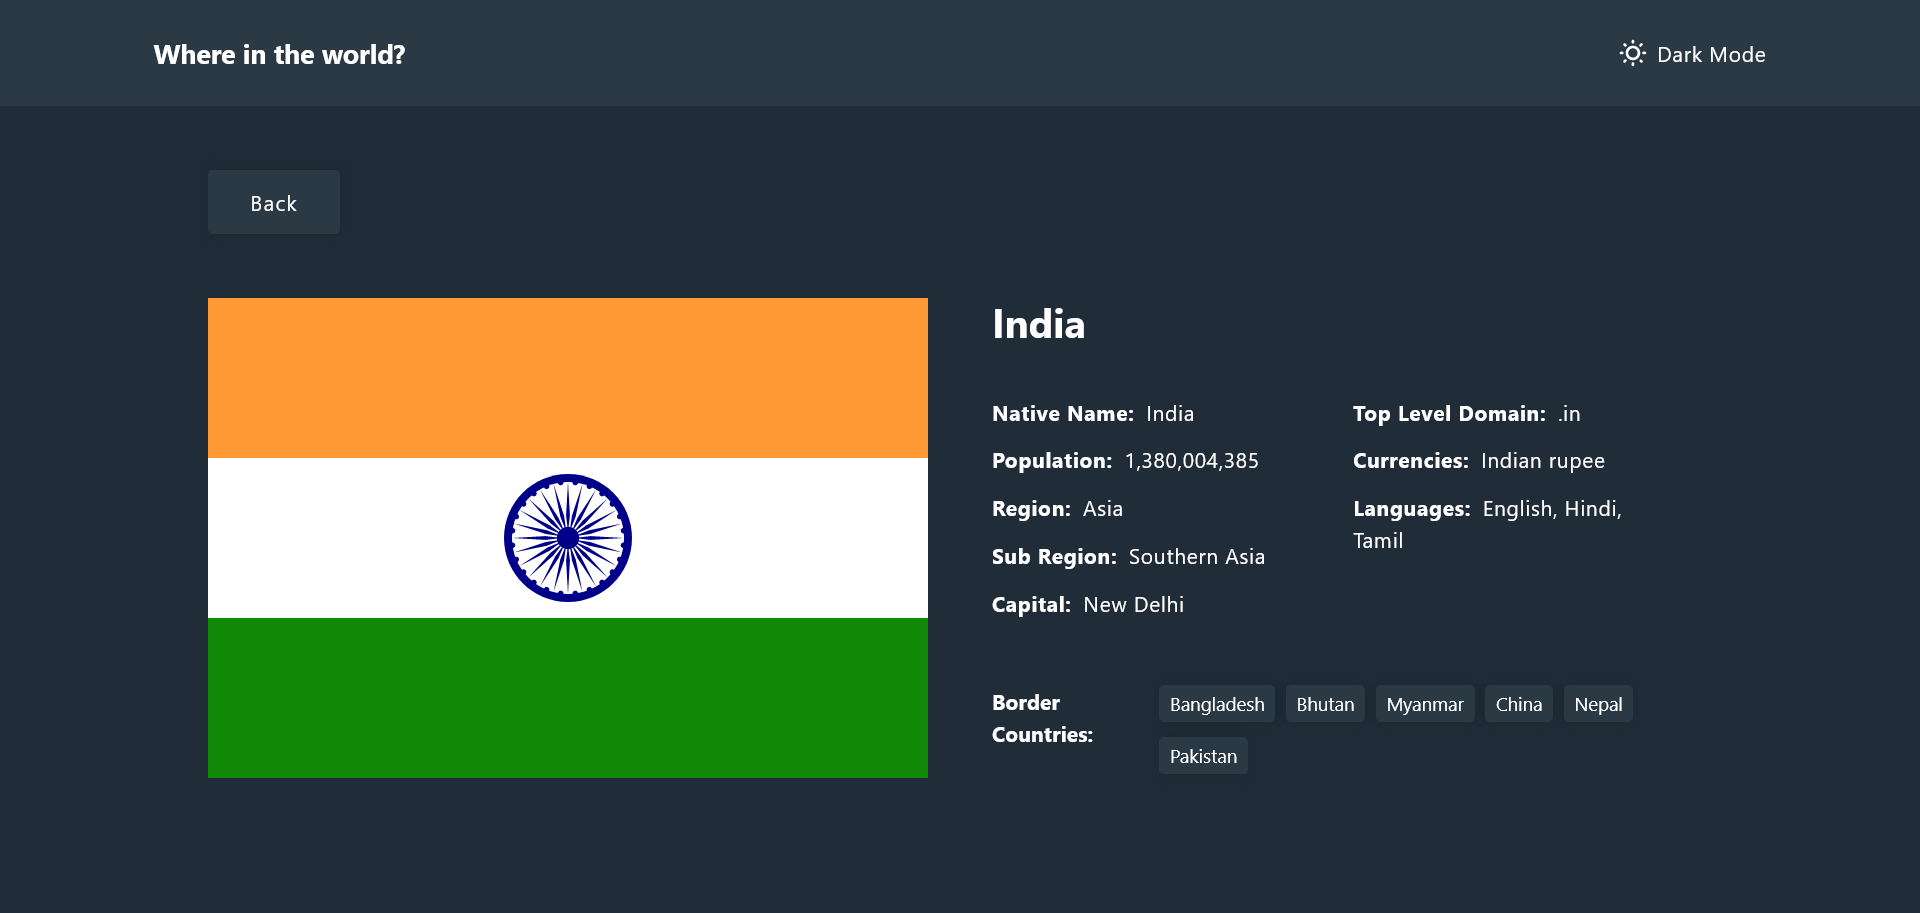 Where in the world?
Dark Mode
Back
India
Native Name: India
Population: 1,380,004,385
Region: Asia
Sub Region: Southern Asia
Capital: New Delhi
Top Level Domain: .in
Currencies: Indian rupee
Languages: English, Hindi,
Tamil
Border
Countries:
Bangladesh Bhutan Myanmar China Nepal
Pakistan